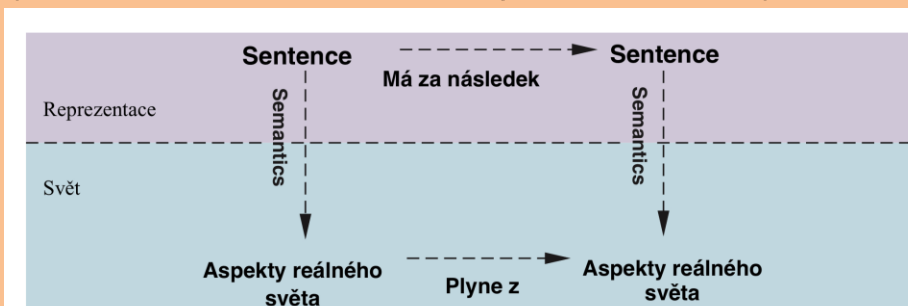 Sentence
Má za následek
Sentence
Reprezentace
Semantics
Semantics
Svět
Aspekty reálného
světa
Plyne z
Aspekty reálného
světa